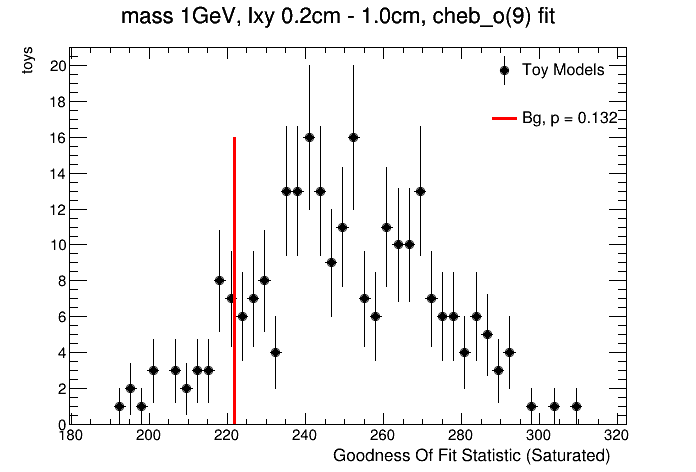 mass 1GeV, lxy 0.2cm - 1.0cm, cheb_o(9) fit
toys
20
18
16
14
12
10
8
6
4
2
0
Toy Models
Bg, p = 0.132
180 200 220 240 260 280 300 320
Goodness Of Fit Statistic (Saturated)